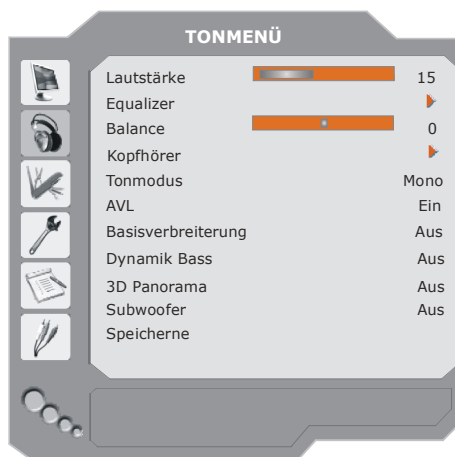 TONMENÜ
Lautstärke 15
Equalizer
Balance 0
Kopfhörer
Tonmodus Mono
AVL Ein
Basisverbreiterung Aus
Dynamik Bass Aus
3D Panorama Aus
Subwoofer Aus
Speicherne